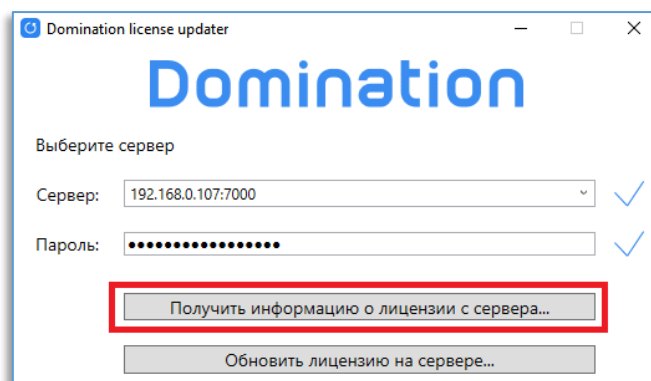 Domination license updater
Domination
Выберите сервер
Сервер: 192.168.0.107:7000
Пароль: •••••••••••••••••
Получить информацию о лицензии с сервера...
Обновить лицензию на сервере...